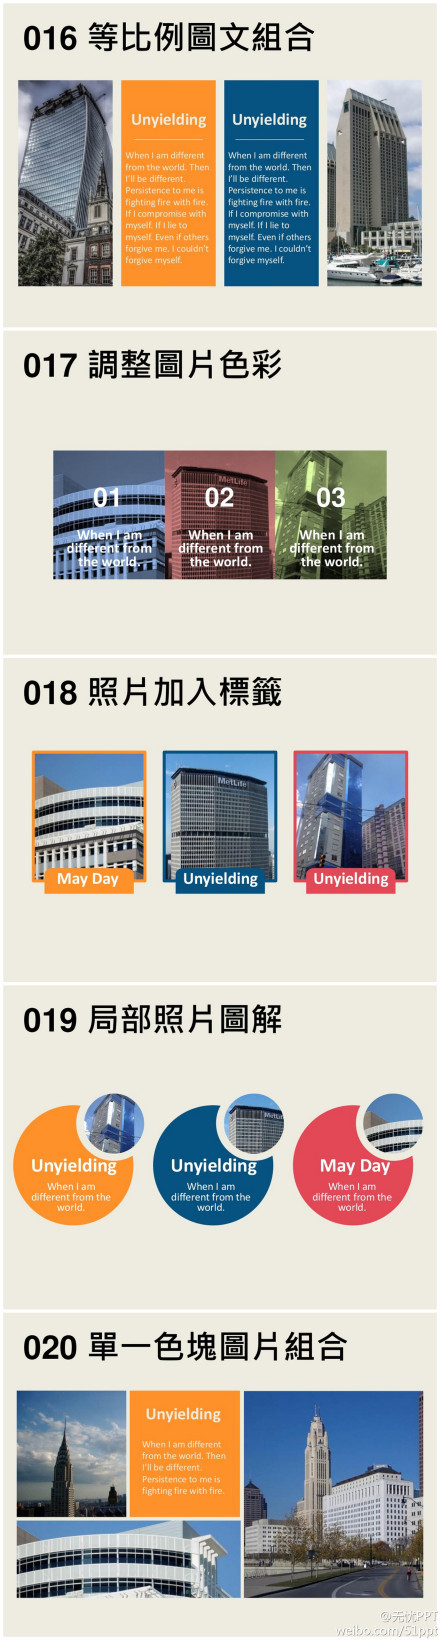 016 等比例圖文組合
Unyielding
When I am different
from the world. Then
I'll be different.
Persistence to me is
fighting fire with fire.
If I compromise with
myself. If I lie to
myself. Even if others
forgive me. I couldn't
forgive myself.
Unyielding
When I am different
from the world. Then
I'll be different.
Persistence to me is
fighting fire with fire.
If I compromise with
myself. If I lie to
myself. Even if others
forgive me. I couldn't
forgive myself.
017 調整圖片色彩
MetLife
01
When I am
different from
the world.
02
When I am
different from
the world.
03
When I am
different from
the world.
018 照片加入標籤
MetLife
May Day
Unyielding
Unyielding
019 局部照片圖解
MetLife
Unyielding
When I am
different from the
world.
Unyielding
When I am
different from the
world.
May Day
When I am
different from the
world.
020 單一色塊圖片組合
Unyielding
When I am different
from the world. Then
I'll be different.
Persistence to me is
fighting fire with fire.
@无忧PPT
weibo.com/51ppt